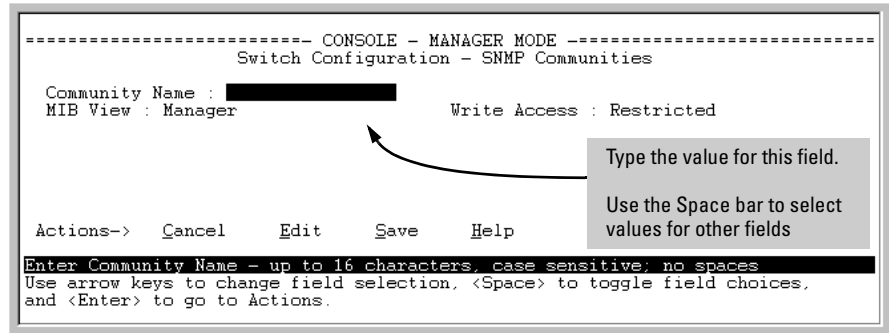 ==========================- CONSOLE - MANAGER MODE -============================
Switch Configuration - SNMP Communities
Community Name :
MIB View : Manager Write Access : Restricted
Type the value for this field.
Use the Space bar to select
values for other fields
Actions-> Cancel Edit Save Help
Enter Community Name - up to 16 characters, case sensitive; no spaces
Use arrow keys to change field selection, <Space> to toggle field choices,
and <Enter> to go to Actions.